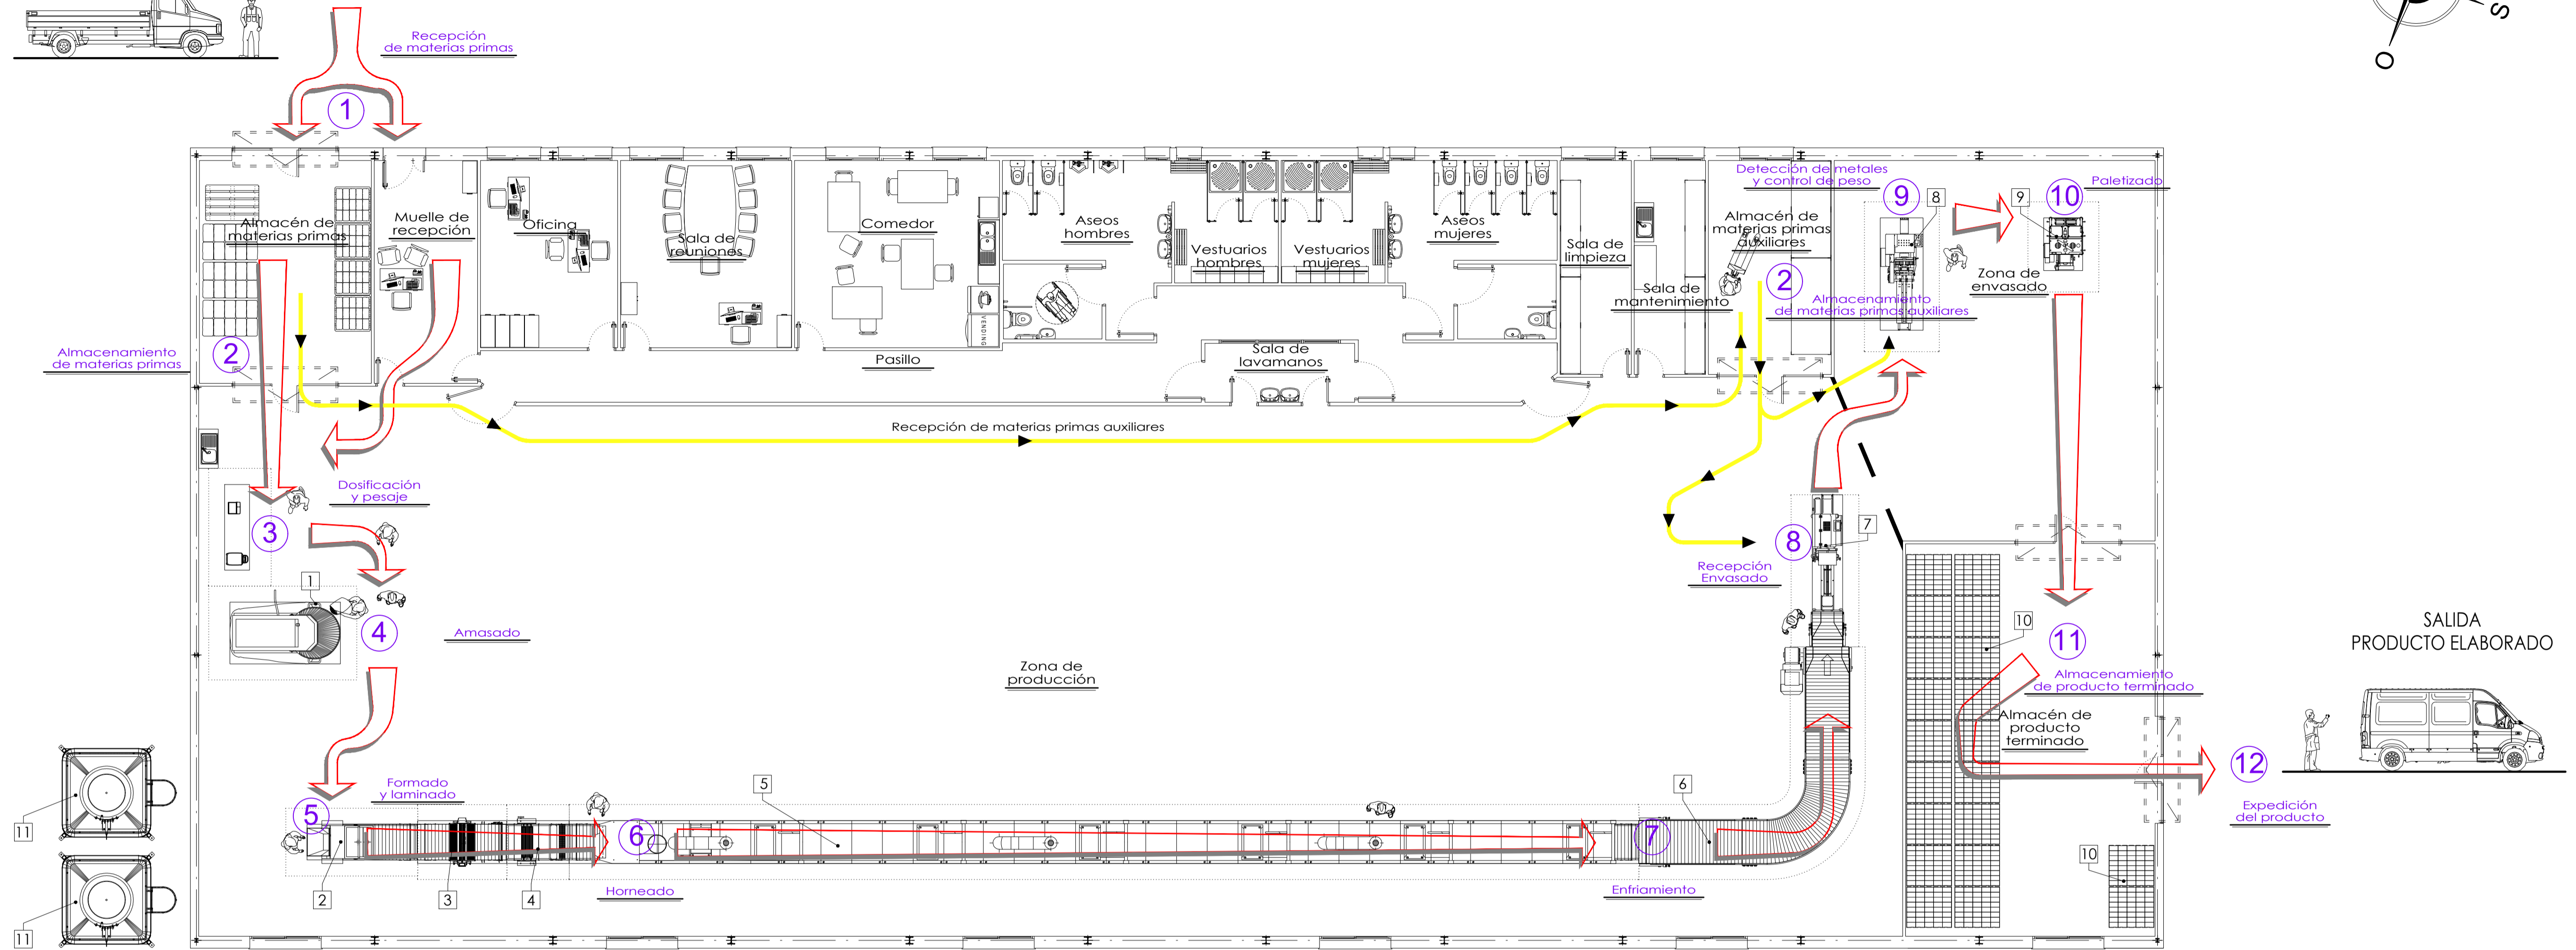 Recepción
de materias primas
S
O
1
Almacén de
materias primas
Muelle de
recepción
Oficina
Sala de
reuniones
Comedor
VENDING
Aseos
hombres
Vestuarios
hombres
Vestuarios
mujeres
Aseos
mujeres
Sala de
limpieza
Sala de
mantenimiento
Detección de metales
y control de peso
Almacén de
materias primas
auxiliares
2
Almacenamiento
de materias primas auxiliares
9
8
9
10
Paletizado
Zona de
envasado
2
Almacenamiento
de materias primas
Pasillo
Sala de
lavamanos
Recepción de materias primas auxiliares
Dosificación
y pesaje
3
1
4
Amasado
8
7
Recepción
Envasado
Zona de
producción
10
11
Almacenamiento
de producto terminado
Almacén de
producto
terminado
SALIDA
PRODUCTO ELABORADO
12
Expedición
del producto
Formado
y laminado
5
6
5
7
6
2
3
4
Horneado
Enfriamiento
10
11
11